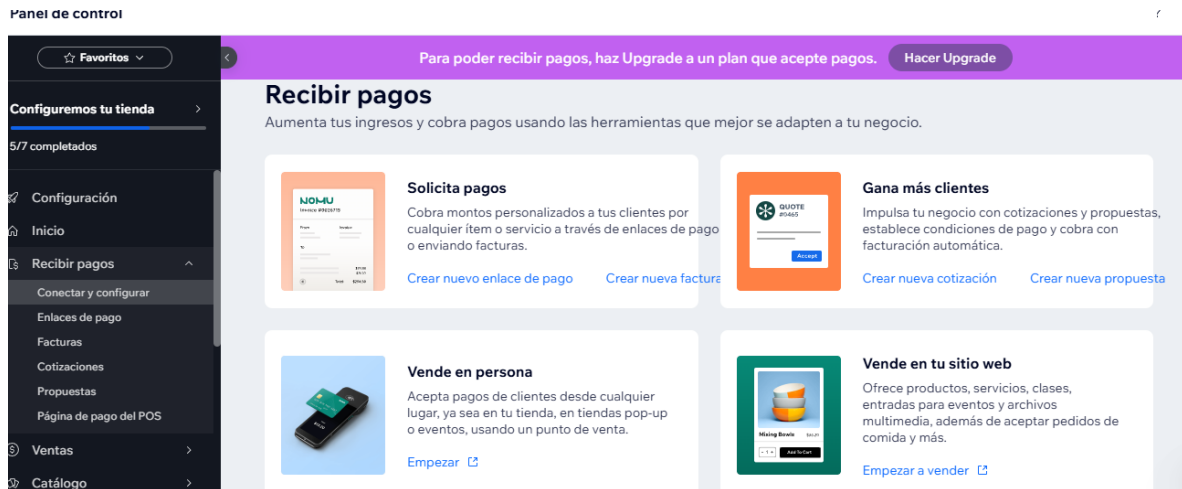 Panel de control
Favoritos
Para poder recibir pagos, haz Upgrade a un plan que acepte pagos.
Hacer Upgrade
Configuremos tu tienda
5/7 completados
Configuración
Inicio
Recibir pagos
Conectar y configurar
Enlaces de pago
Facturas
Cotizaciones
Propuestas
Página de pago del POS
Ventas
Catálogo
Recibir pagos
Aumenta tus ingresos y cobra pagos usando las herramientas que mejor se adapten a tu negocio.
NOMU
Solicita pagos
Cobra montos personalizados a tus clientes por
cualquier ítem o servicio a través de enlaces de pago
o enviando facturas.
Crear nuevo enlace de pago
Crear nueva factura
QUOTE
#0465
Accept
Gana más clientes
Impulsa tu negocio con cotizaciones y propuestas,
establece condiciones de pago y cobra con
facturación automática.
Crear nueva cotización
Crear nueva propuesta
Vende en persona
Acepta pagos de clientes desde cualquier
lugar, ya sea en tu tienda, en tiendas pop-up
o eventos, usando un punto de venta.
Empezar
Mixing Bowls
Add To Cart
Vende en tu sitio web
Ofrece productos, servicios, clases,
entradas para eventos y archivos
multimedia, además de aceptar pedidos de
comida y más.
Empezar a vender